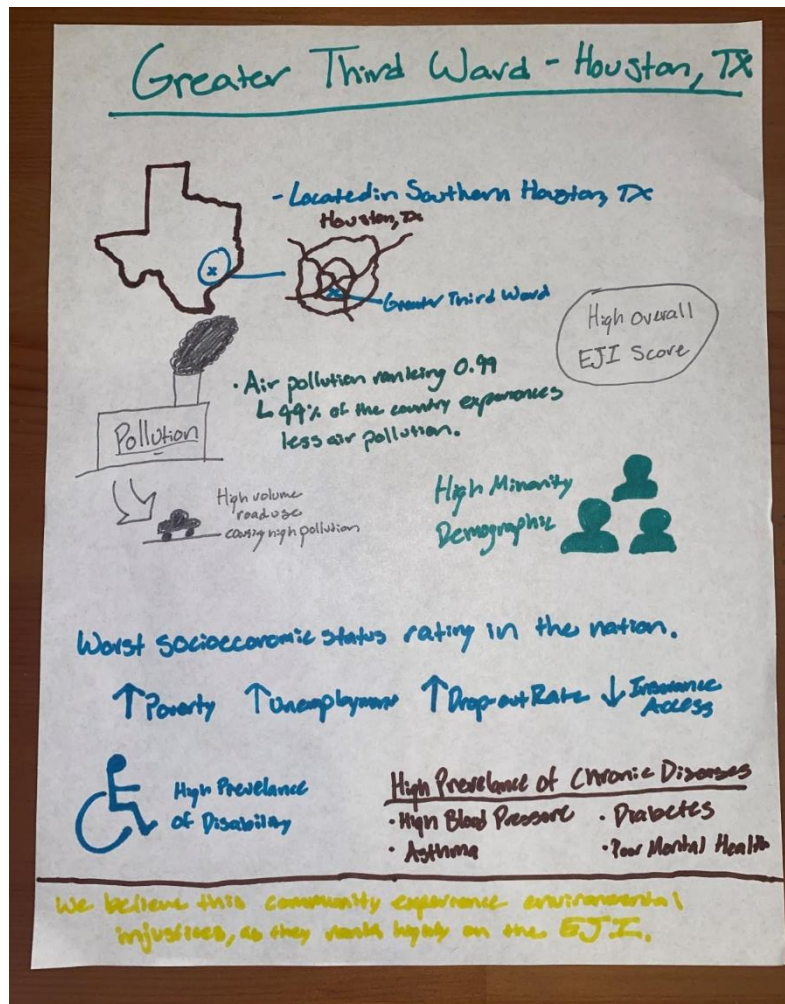 Greater Third Ward - Houston, TX
- Located in Southern Houston, TX
Houston, TX
Greater Third Ward
High Overall
EJI Score
• Air pollution ranking 0.99
↳ 99% of the country experiences
less air pollution.
Pollution
High volume
road use
high pollution
High Minority
Demographic
Worst socioeconomic status rating in the nation.
↑ Poverty ↑ Unemployment ↑ Drop-out Rate ↓ Insurance
Access
High Prevelance
of Disability
High Prevelance of Chronic Diseases
• High Blood Pressure • Diabetes
• Asthma • Poor Mental Health
We believe this community experience environmental
injustices, as they rank highly on the EJI.